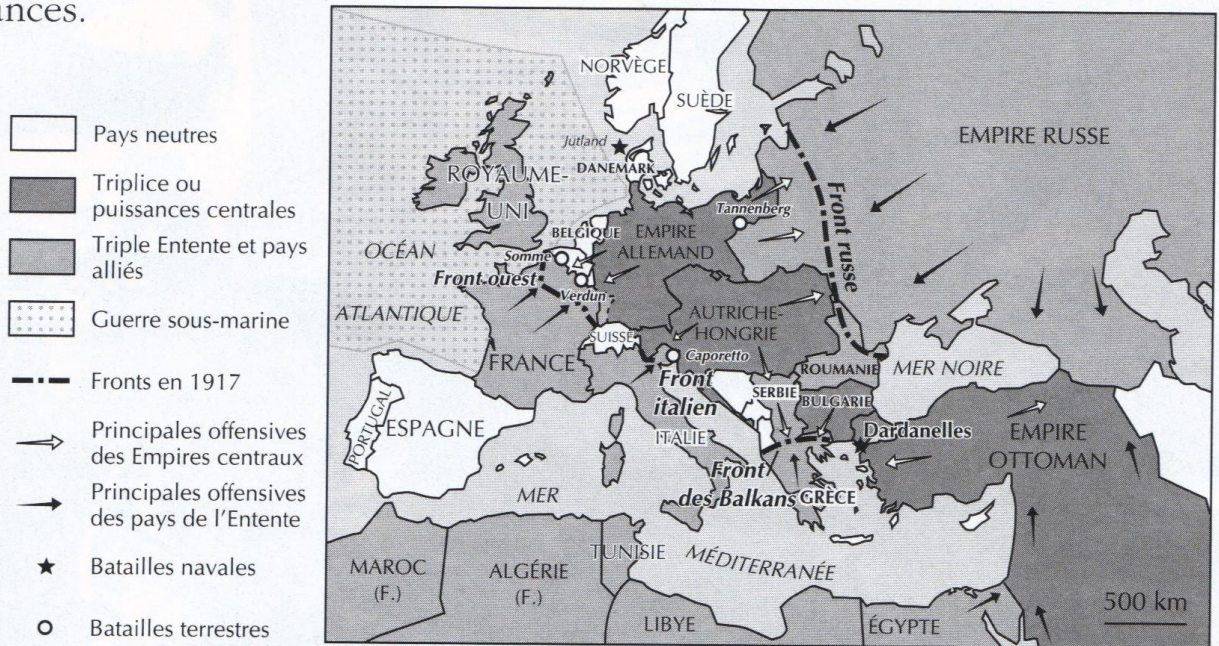 ances.
Pays neutres
Triplice ou
puissances centrales
Triple Entente et pays
alliés
Guerre sous-marine
Fronts en 1917
Principales offensives
des Empires centraux
Principales offensives
des pays de l'Entente
Batailles navales
Batailles terrestres
NORVÈGE
SUÈDE
EMPIRE RUSSE
Jutland
DANEMARK
ROYAUME-
UNI
Tannenberg
Front russe
BELGIQUE
EMPIRE
ALLEMAND
OCÉAN
ATLANTIQUE
Somme
Front ouest
Verdun
AUTRICHE-
HONGRIE
SUISSE
FRANCE
Caporetto
Front
italien
ROUMANIE
MER NOIRE
SERBIE
BULGARIE
PORTUGAL
ESPAGNE
ITALIE
Dardanelles
EMPIRE
OTTOMAN
Front
des Balkans
GRÈCE
MER
MÉDITERRANÉE
MAROC
(F.)
ALGÉRIE
(F.)
TUNISIE
LIBYE
ÉGYPTE
500 km